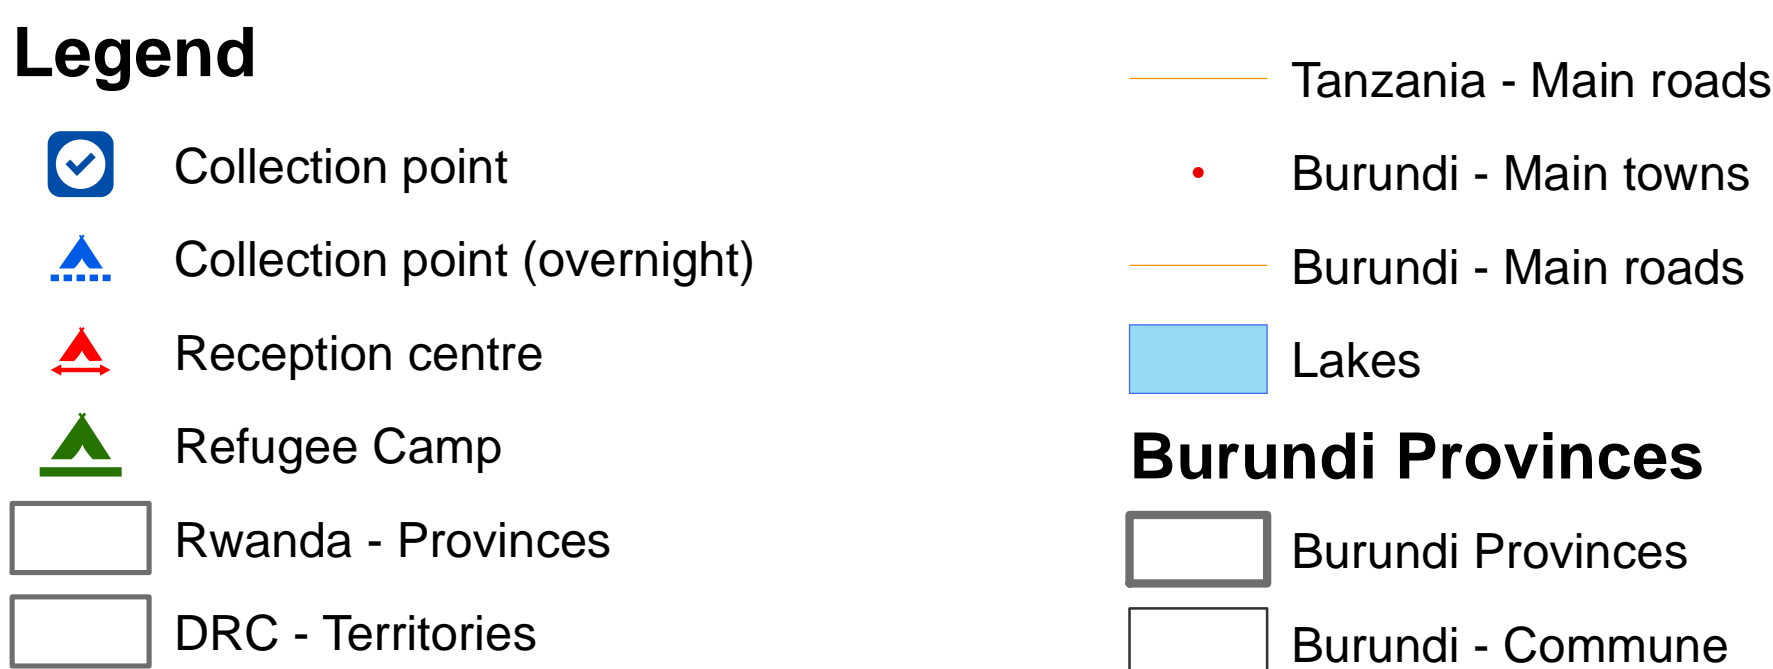 Legend
Collection point
Collection point (overnight)
Reception centre
Refugee Camp
Rwanda - Provinces
DRC - Territories
Tanzania - Main roads
Burundi - Main towns
Burundi - Main roads
Lakes
Burundi Provinces
Burundi Provinces
Burundi - Commune